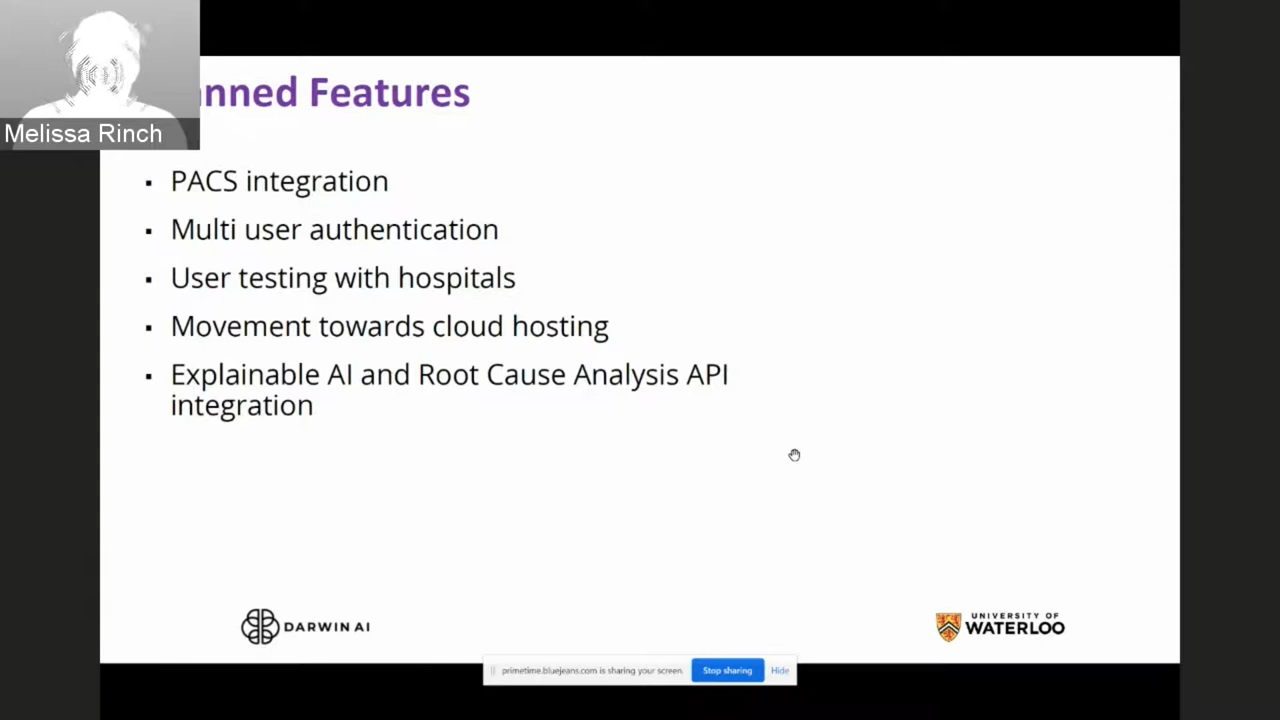 nned Features
Melissa Rinch
▪ PACS integration
▪ Multi user authentication
▪ User testing with hospitals
▪ Movement towards cloud hosting
▪ Explainable AI and Root Cause Analysis API
integration
DARWIN AI
UNIVERSITY OF
WATERLOO
primetime.bluejeans.com is sharing your screen. Stop sharing Hide